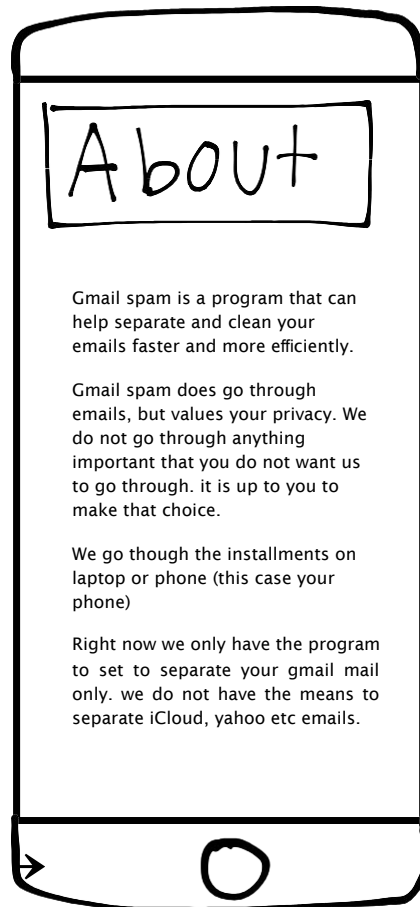 About
Gmail spam is a program that can
help separate and clean your
emails faster and more efficiently.
Gmail spam does go through
emails, but values your privacy. We
do not go through anything
important that you do not want us
to go through. it is up to you to
make that choice.
We go though the installments on
laptop or phone (this case your
phone)
Right now we only have the program
to set to separate your gmail mail
only. we do not have the means to
separate iCloud, yahoo etc emails.